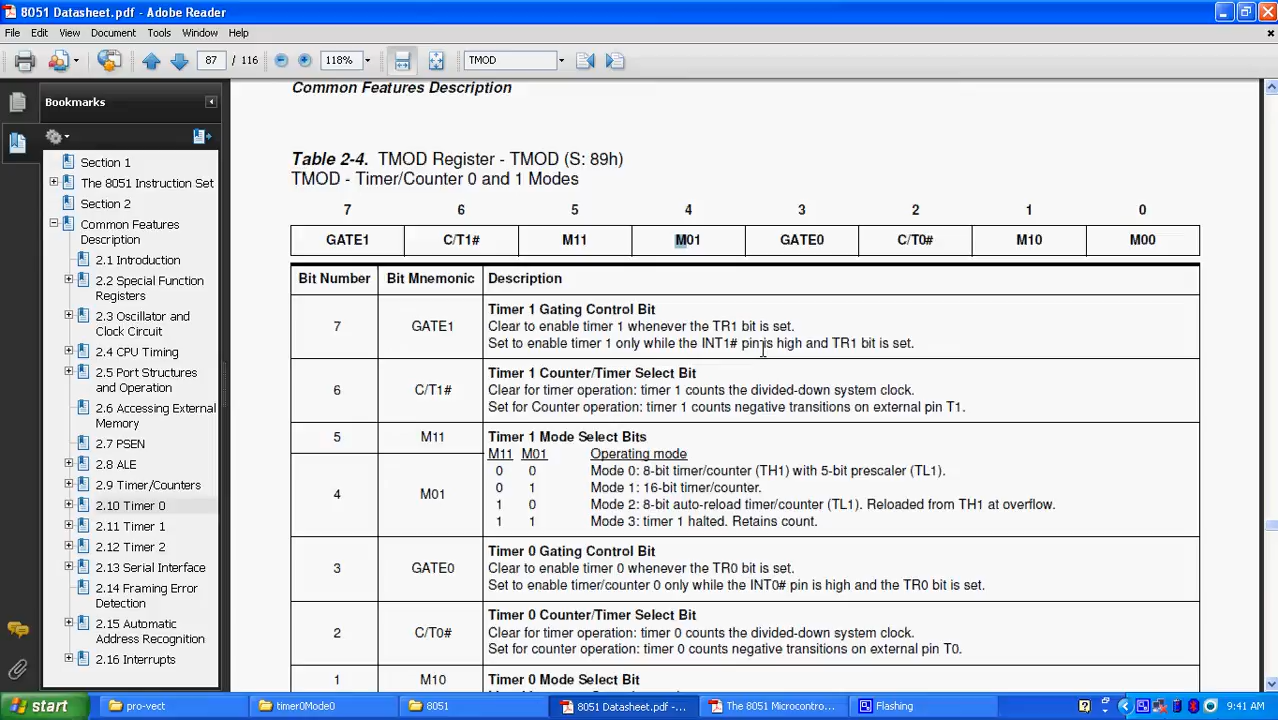 8051 Datasheet.pdf - Adobe Reader
File Edit View Document Tools Window Help
87 / 116 118% TMOD
Bookmarks
Section 1
The 8051 Instruction Set
Section 2
Common Features
Description
2.1 Introduction
2.2 Special Function
Registers
2.3 Oscillator and
Clock Circuit
2.4 CPU Timing
2.5 Port Structures
and Operation
2.6 Accessing External
Memory
2.7 PSEN
2.8 ALE
2.9 Timer/Counters
2.10 Timer 0
2.11 Timer 1
2.12 Timer 2
2.13 Serial Interface
2.14 Framing Error
Detection
2.15 Automatic
Address Recognition
2.16 Interrupts
Common Features Description
Table 2-4. TMOD Register - TMOD (S: 89h)
TMOD - Timer/Counter 0 and 1 Modes
7 6 5 4 3 2 1 0
GATE1 C/T1# M11 M01 GATE0 C/T0# M10 M00
Bit Number Bit Mnemonic Description
7 GATE1 Timer 1 Gating Control Bit
Clear to enable timer 1 whenever the TR1 bit is set.
Set to enable timer 1 only while the INT1# pin is high and TR1 bit is set.
6 C/T1# Timer 1 Counter/Timer Select Bit
Clear for timer operation: timer 1 counts the divided-down system clock.
Set for Counter operation: timer 1 counts negative transitions on external pin T1.
5 M11 Timer 1 Mode Select Bits
M11 M01 Operating mode
0 0 Mode 0: 8-bit timer/counter (TH1) with 5-bit prescaler (TL1).
0 1 Mode 1: 16-bit timer/counter.
4 M01
1 0 Mode 2: 8-bit auto-reload timer/counter (TL1). Reloaded from TH1 at overflow.
1 1 Mode 3: timer 1 halted. Retains count.
3 GATE0 Timer 0 Gating Control Bit
Clear to enable timer 0 whenever the TR0 bit is set.
Set to enable timer/counter 0 only while the INT0# pin is high and the TR0 bit is set.
2 C/T0# Timer 0 Counter/Timer Select Bit
Clear for timer operation: timer 0 counts the divided-down system clock.
Set for counter operation: timer 0 counts negative transitions on external pin T0.
1 M10 Timer 0 Mode Select Bit
start pro-vect timer0Mode0 8051 8051 Datasheet.pdf -... The 8051 Microcontro... Flashing 9:41 AM